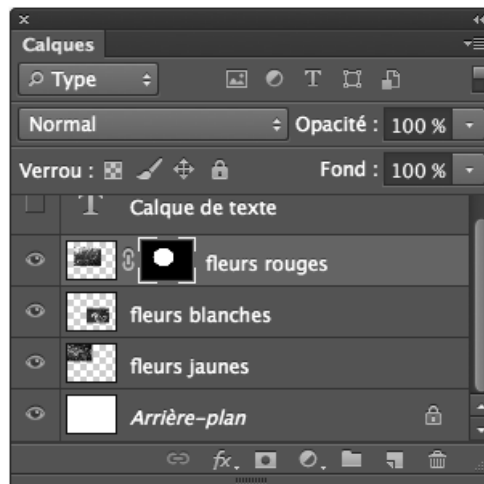 Calques
Type
Normal Opacité : 100 %
Verrou : Fond : 100 %
T Calque de texte
fleurs rouges
fleurs blanches
fleurs jaunes
Arrière-plan
fx